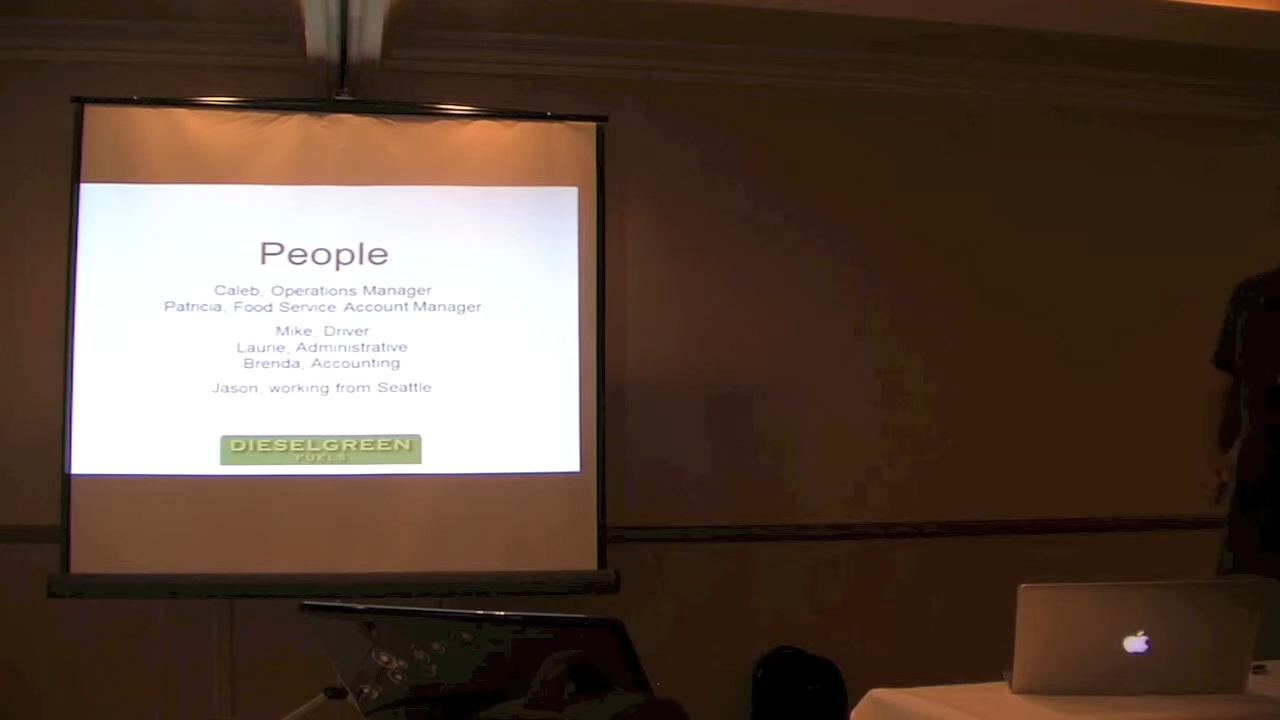 People
Caleb, Operations Manager
Patricia, Food Service Account Manager
Mike, Driver
Laurie, Administrative
Brenda, Accounting
Jason, working from Seattle
DIESELGREEN
FUELS